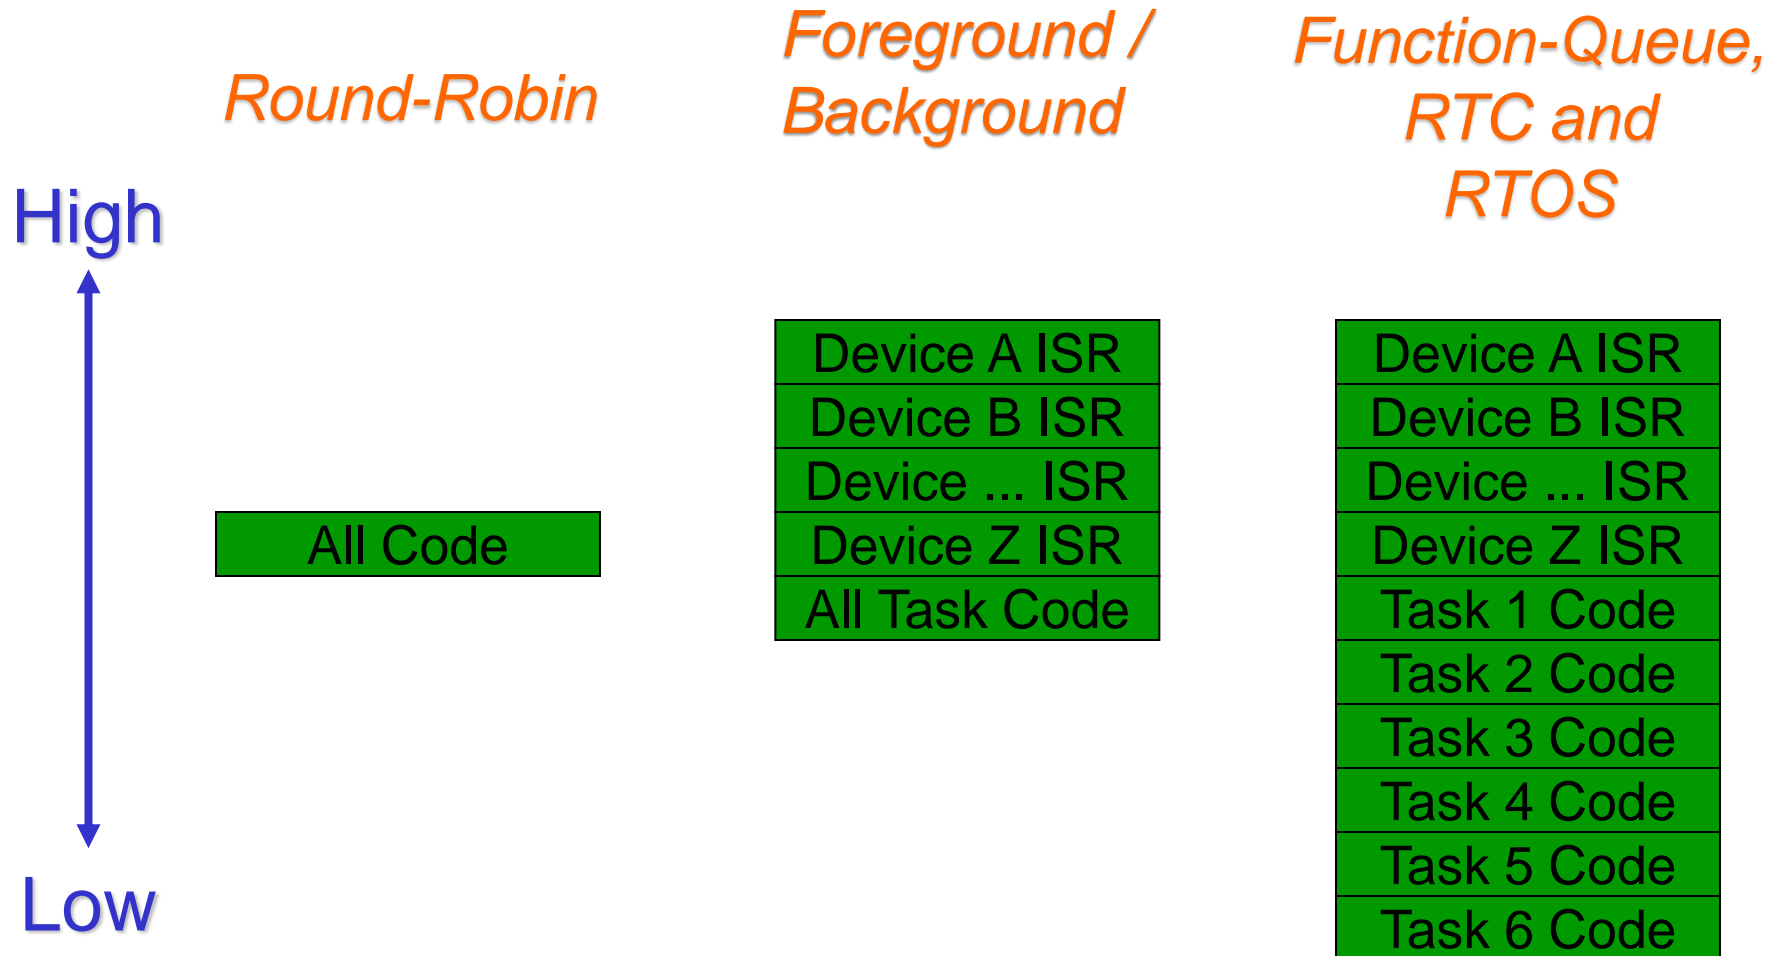 Round-Robin
Foreground /
Background
Function-Queue,
RTC and
RTOS
High
Low
All Code
Device A ISR
Device B ISR
Device ... ISR
Device Z ISR
All Task Code
Device A ISR
Device B ISR
Device ... ISR
Device Z ISR
Task 1 Code
Task 2 Code
Task 3 Code
Task 4 Code
Task 5 Code
Task 6 Code